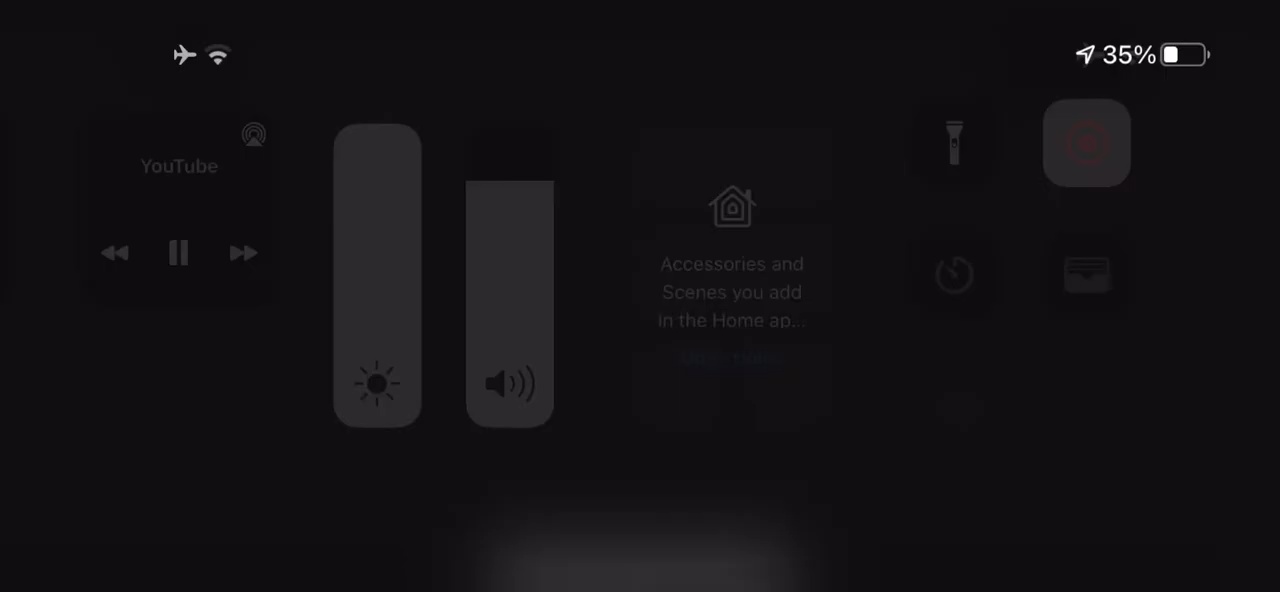 35%
YouTube
Accessories and
Scenes you add
in the Home ap...